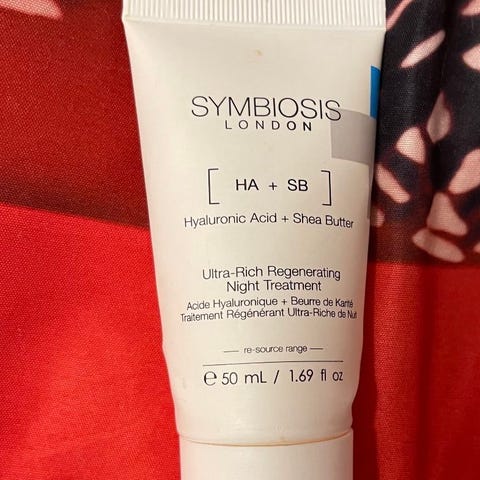 SYMBIOSIS
LONDON
[ HA + SB ]
Hyaluronic Acid + Shea Butter
Ultra-Rich Regenerating
Night Treatment
Acide Hyaluronique + Beurre de Karité
Traitement Régénérant Ultra-Riche de Nuit
re-source range
℮ 50 mL / 1.69 fl oz